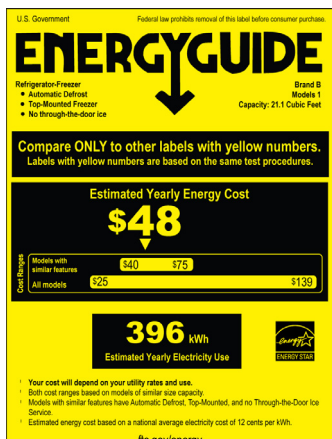 U.S. Government
Federal law prohibits removal of this label before consumer purchase.
ENERGYGUIDE
Refrigerator-Freezer
● Automatic Defrost
● Top-Mounted Freezer
● No through-the-door ice
Brand B
Models 1
Capacity: 21.1 Cubic Feet
Compare ONLY to other labels with yellow numbers.
Labels with yellow numbers are based on the same test procedures.
Estimated Yearly Energy Cost
$48
Cost Ranges
Models with
similar features
$40
$75
All models
$25
$139
396 kWh
Estimated Yearly Electricity Use
energy
ENERGY STAR
Your cost will depend on your utility rates and use.
Both cost ranges based on models of similar size capacity.
Models with similar features have Automatic Defrost, Top-Mounted, and no Through-the-Door Ice
Service.
Estimated energy cost based on a national average electricity cost of 12 cents per kWh.